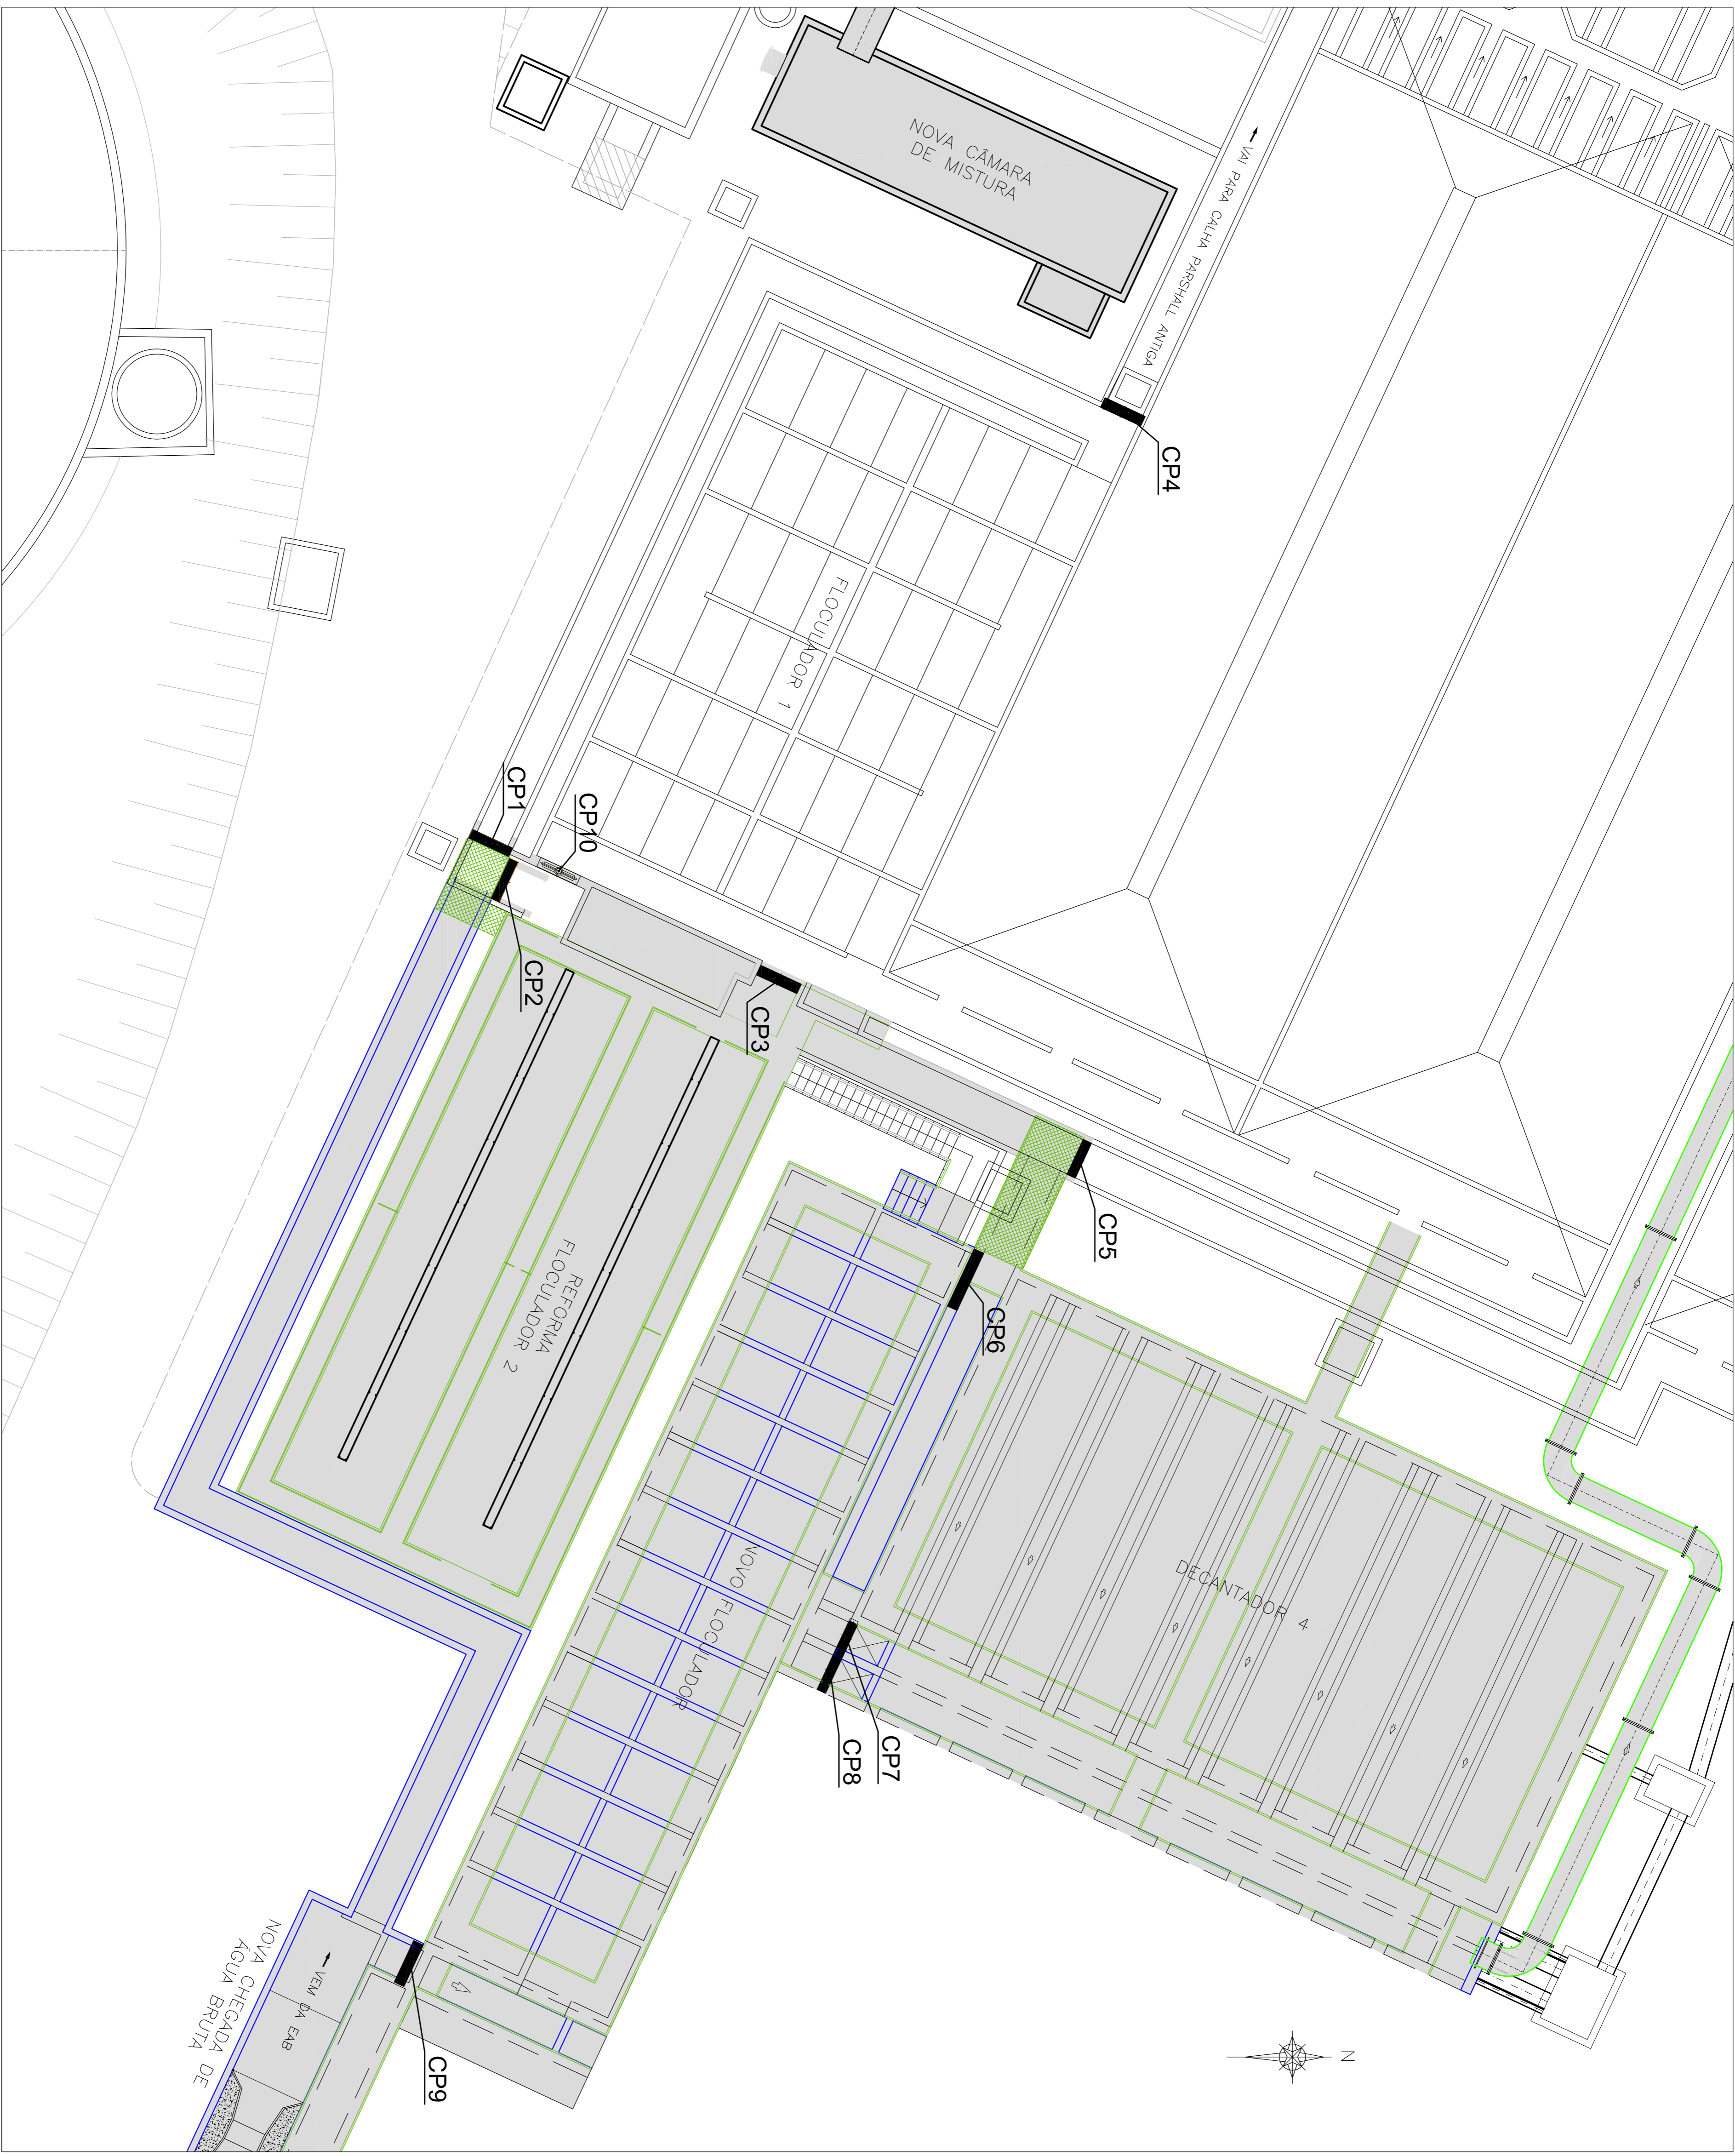 NOVA CÂMARA
DE MISTURA
VAI PARA CALHA PARSHALL ANTIGA
CP4
FLOCULADOR 1
CP1
CP10
CP2
CP3
CP5
CP6
REFORMA
FLOCULADOR 2
NOVO FLOCULADOR
DECANTADOR 4
CP7
CP8
CP9
VEM DA EAB
NOVA CHEGADA DE
ÁGUA BRUTA
N